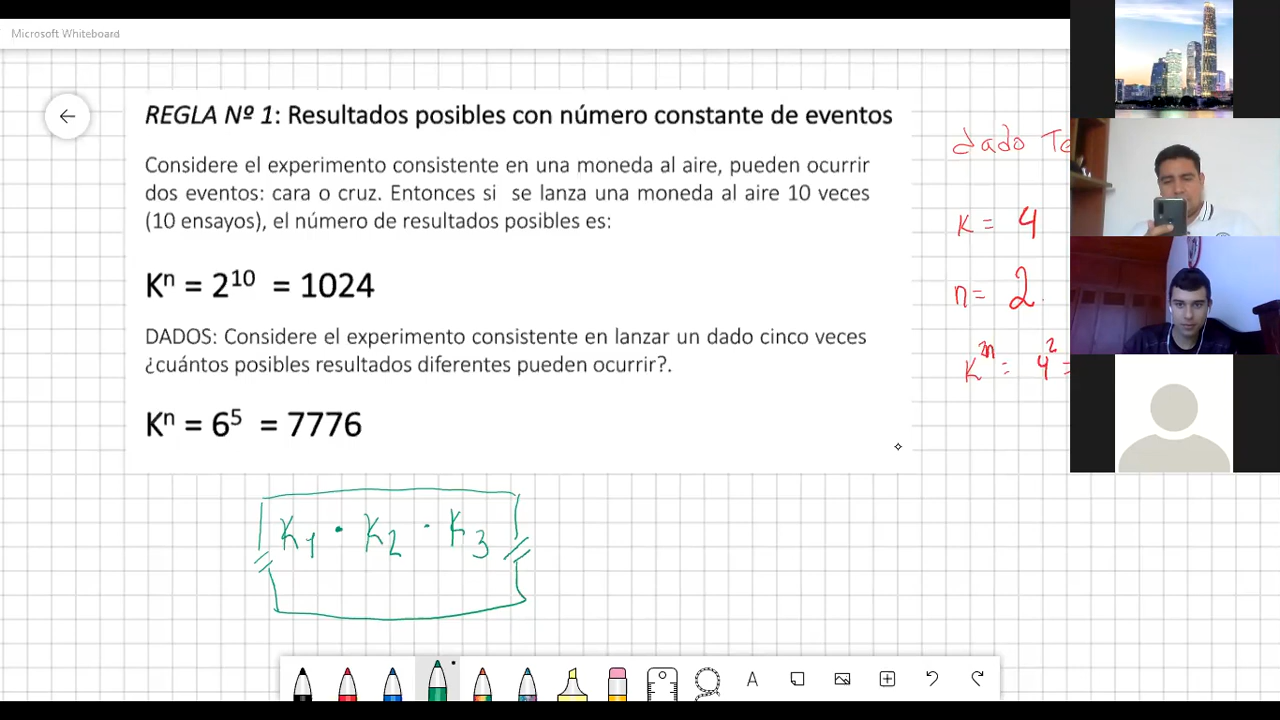 Microsoft Whiteboard
REGLA Nº 1: Resultados posibles con número constante de eventos
Considere el experimento consistente en una moneda al aire, pueden ocurrir
dos eventos: cara o cruz. Entonces si se lanza una moneda al aire 10 veces
(10 ensayos), el número de resultados posibles es:
Kⁿ = 2¹⁰ = 1024
DADOS: Considere el experimento consistente en lanzar un dado cinco veces
¿cuántos posibles resultados diferentes pueden ocurrir?.
Kⁿ = 6⁵ = 7776
K₁ · K₂ · K₃
dado Te
K = 4
n = 2
Kⁿ = 4² =
A